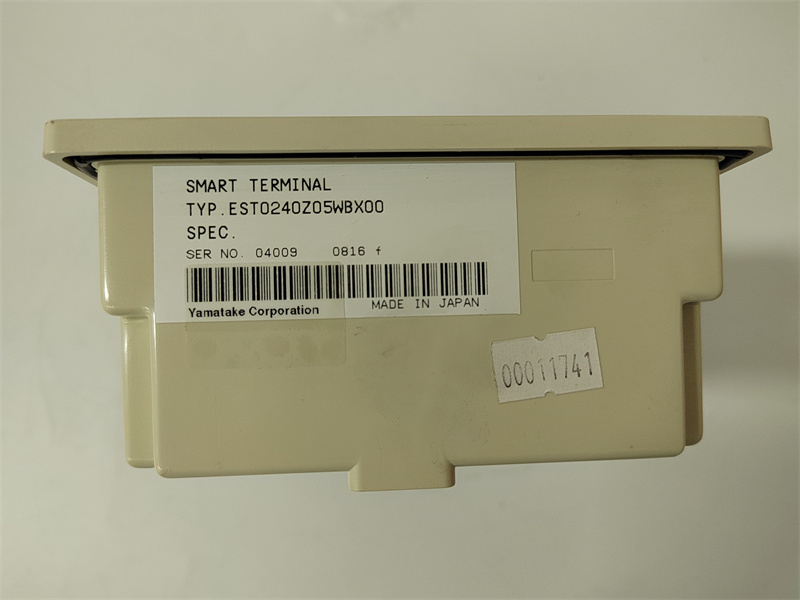 SMART TERMINAL
TYP.EST0240Z05WBX00
SPEC.
SER NO. 04009 0816 f
MADE IN JAPAN
Yamatake Corporation
00011741